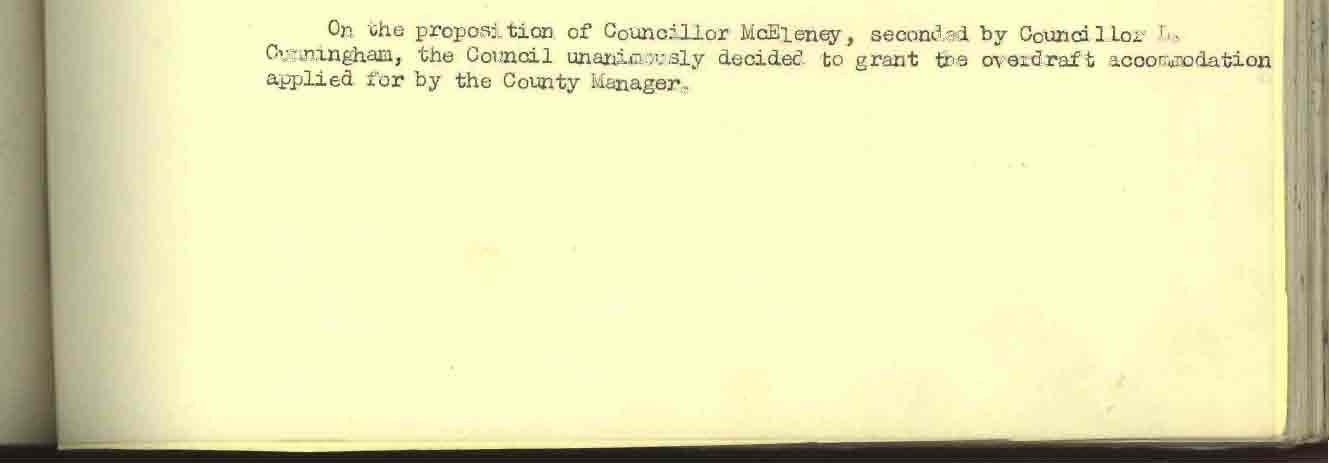 On the proposition of Councillor McEleney, seconded by Councillor L.
Cunningham, the Council unanimously decided to grant the overdraft accommodation
applied for by the County Manager.